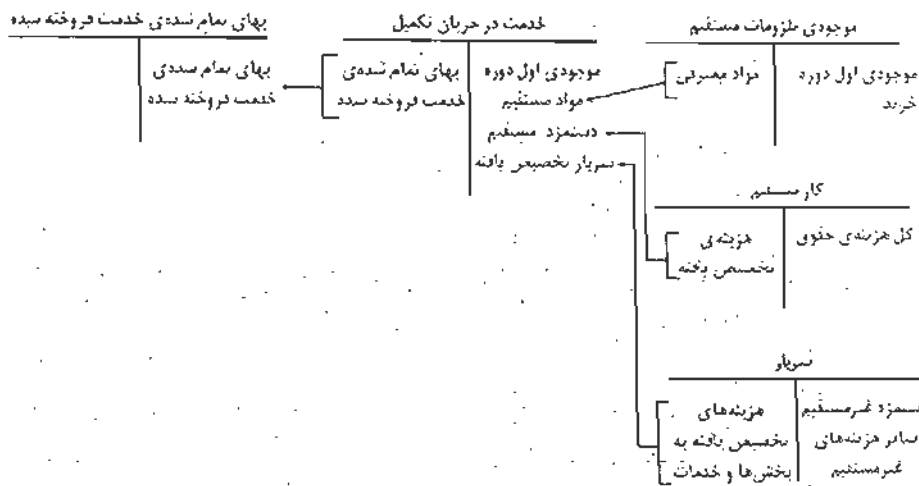 موجودی ملزومات مستقیم
موجودی اول دوره
خرید
مواد مصرفی
خدمت در جریان تکمیل
موجودی اول دوره
مواد مستقیم
دستمزد مستقیم
سربار تخصیص یافته
بهای تمام شده‌ی
خدمت فروخته شده
بهای تمام شده‌ی خدمت فروخته شده
بهای تمام شده‌ی
خدمت فروخته شده
کار مستقیم
کل هزینه‌ی حقوق
هزینه‌ی
تخصیص یافته
سربار
دستمزد غیرمستقیم
سایر هزینه‌های
غیرمستقیم
هزینه‌های
تخصیص یافته به
بخش‌ها و خدمات